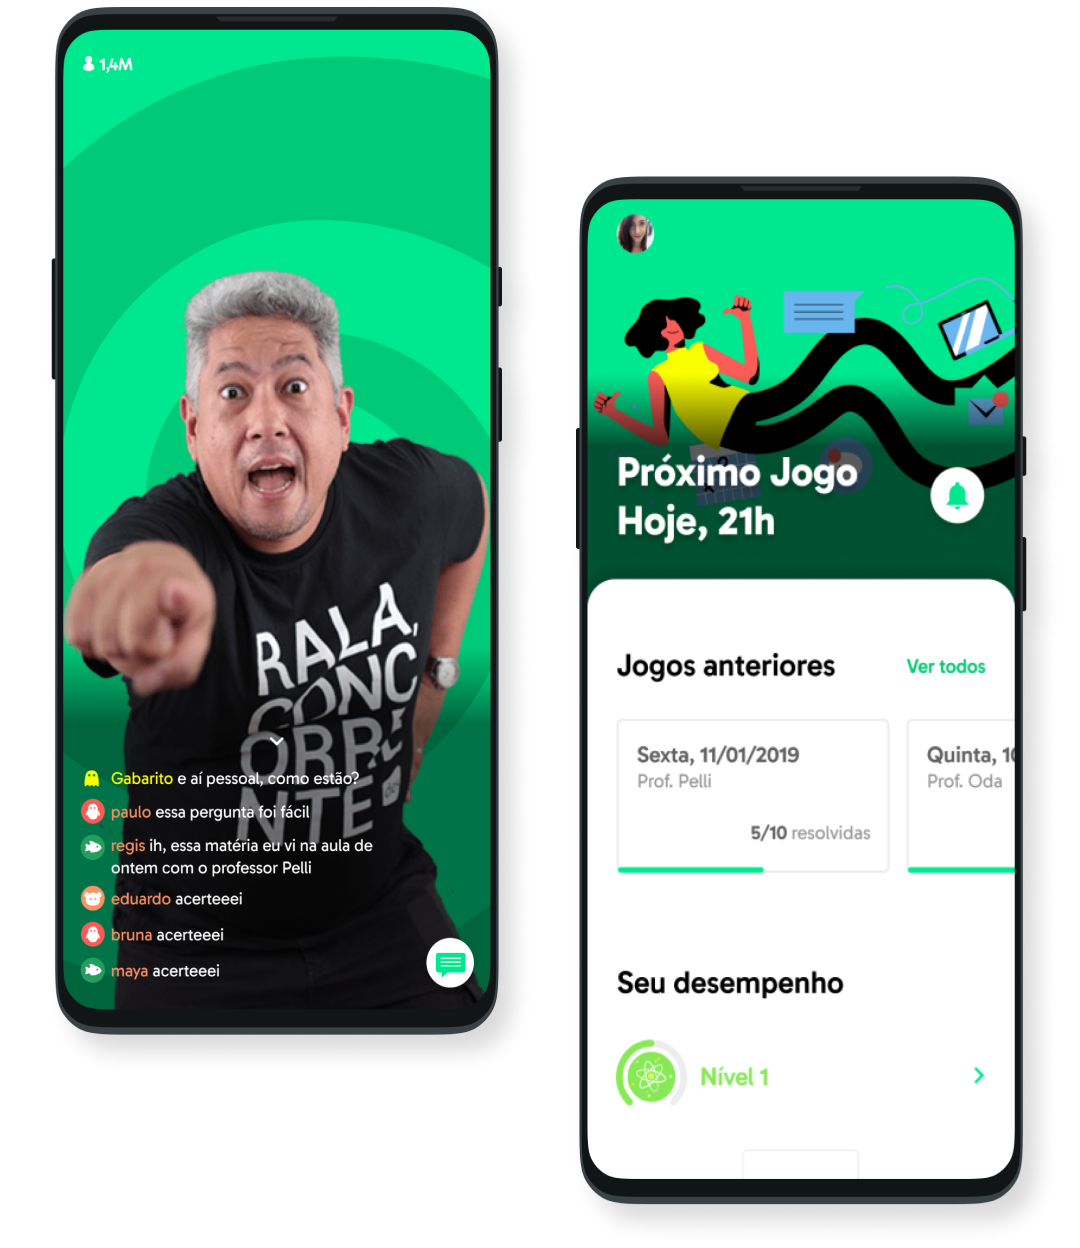 1,4M
RALA,
CONC
ORRE
NTE
Gabarito e aí pessoal, como estão?
paulo essa pergunta foi fácil
regis ih, essa matéria eu vi na aula de
ontem com o professor Pelli
eduardo acerteeei
bruna acerteeei
maya acerteeei
Próximo Jogo
Hoje, 21h
Jogos anteriores
Ver todos
Sexta, 11/01/2019
Prof. Pelli
5/10 resolvidas
Quinta, 10
Prof. Oda
Seu desempenho
Nível 1